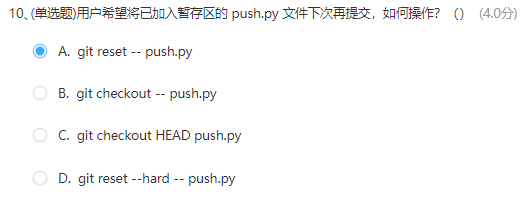 10、(单选题)用户希望将已加入暂存区的 push.py 文件下次再提交，如何操作？（） (4.0分)
A. git reset -- push.py
B. git checkout -- push.py
C. git checkout HEAD push.py
D. git reset --hard -- push.py